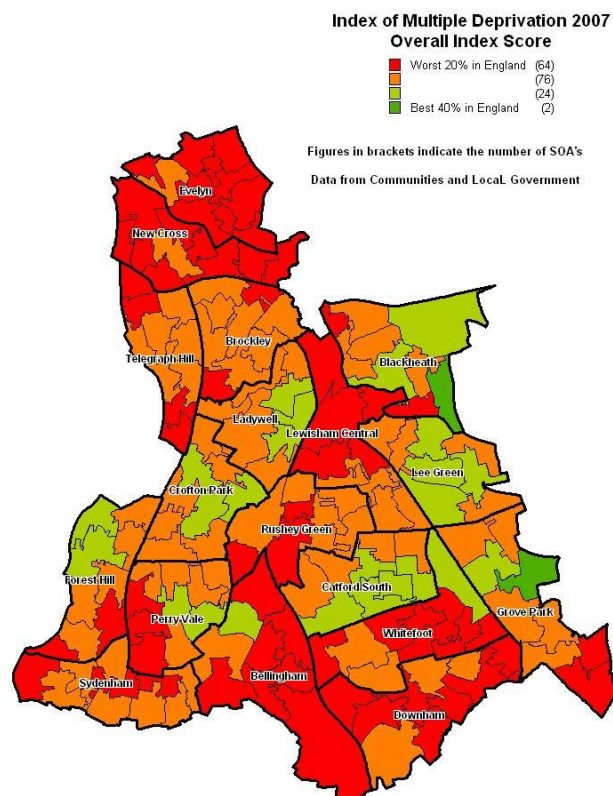 Index of Multiple Deprivation 2007
Overall Index Score
Worst 20% in England (64)
(76)
(24)
Best 40% in England (2)
Figures in brackets indicate the number of SOA's
Data from Communities and LocaL Government
Evelyn
New Cross
Brockley
Telegraph Hill
Blackheath
Ladywell
Lewisham Central
Lee Green
Crofton Park
Rushey Green
Forest Hill
Catford South
Perry Vale
Grove Park
Whitefoot
Bellingham
Sydenham
Downham